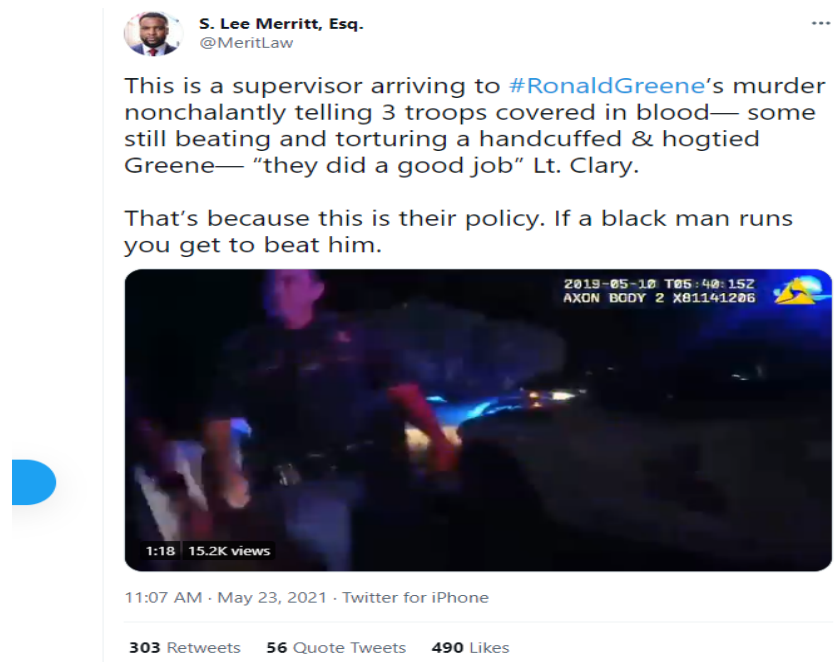 S. Lee Merritt, Esq.
@MeritLaw
This is a supervisor arriving to #RonaldGreene's murder
nonchalantly telling 3 troops covered in blood— some
still beating and torturing a handcuffed & hogtied
Greene— “they did a good job” Lt. Clary.
That's because this is their policy. If a black man runs
you get to beat him.
2019-05-10 T05:40:15Z
AXON BODY 2 X81141206
1:18 15.2K views
11:07 AM · May 23, 2021 · Twitter for iPhone
303 Retweets 56 Quote Tweets 490 Likes